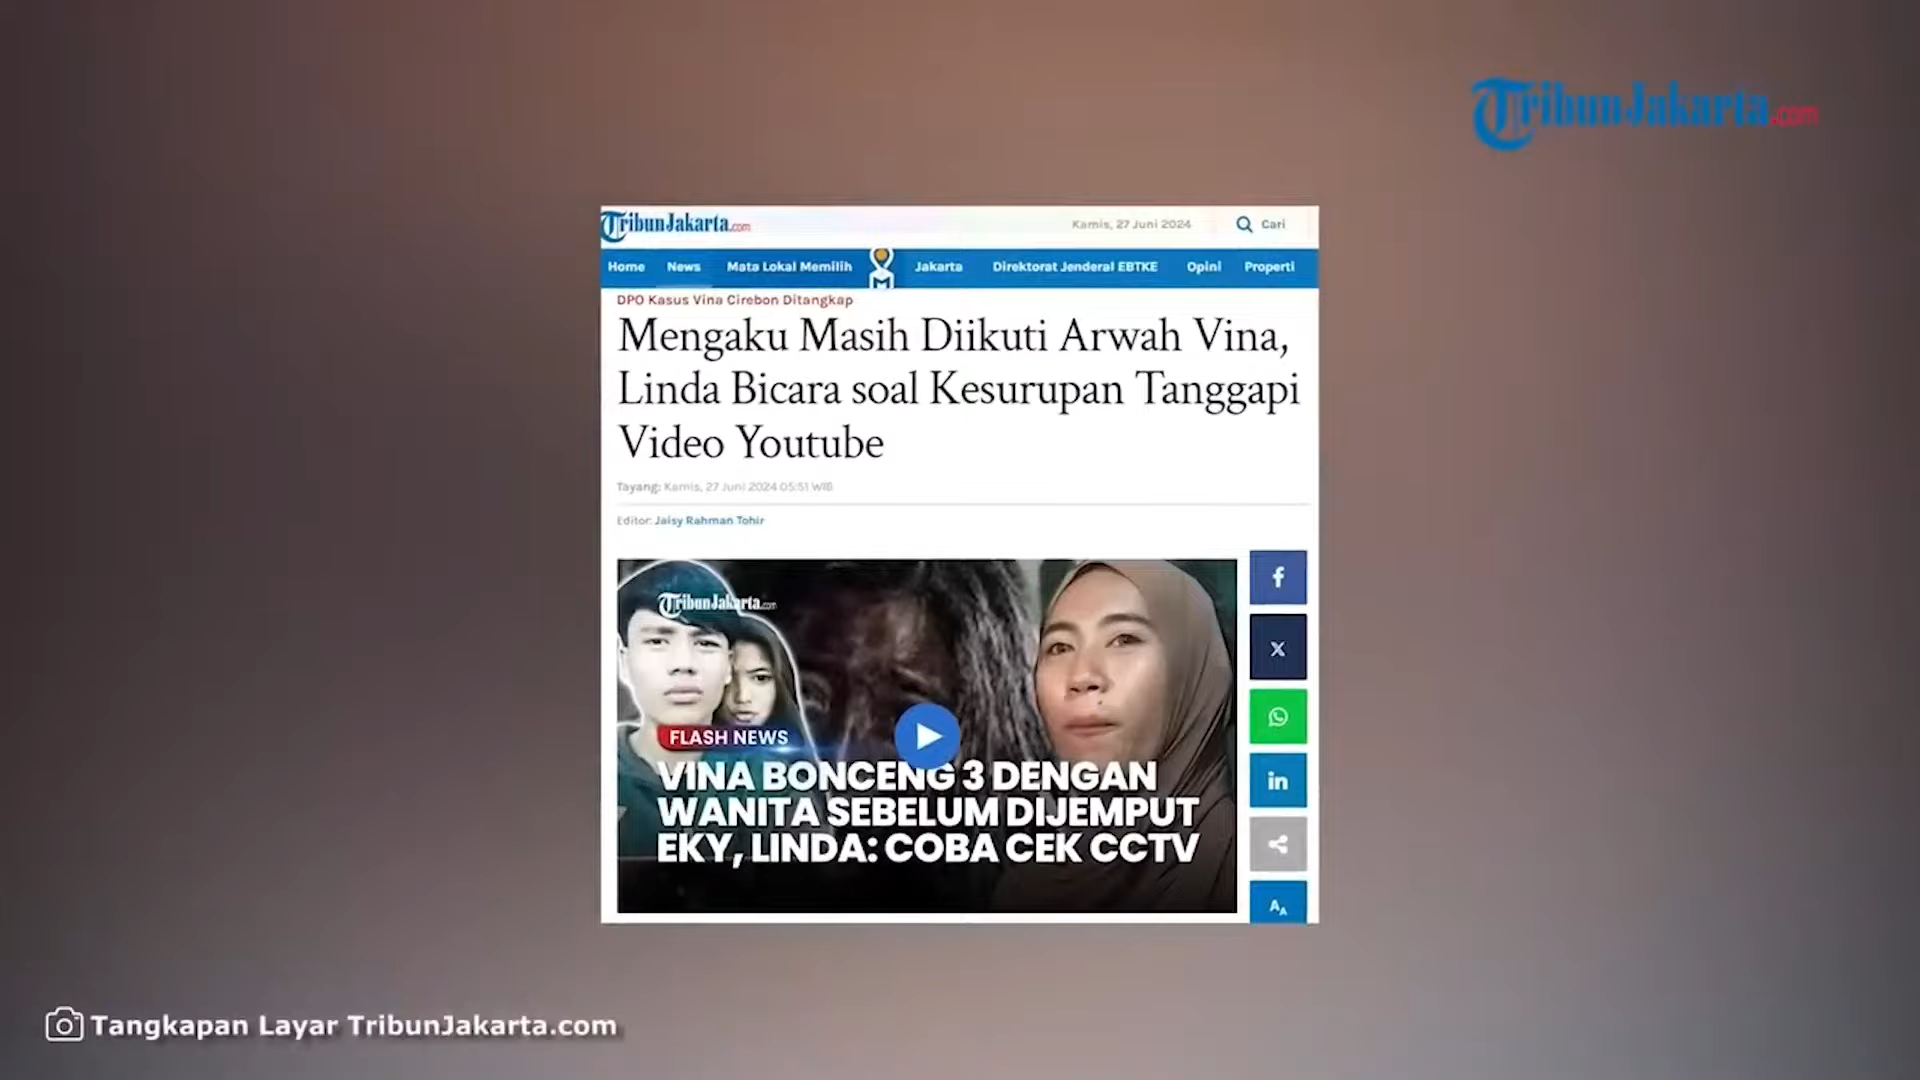 TribunJakarta.com
TribunJakarta.com
Kamis, 27 Juni 2024
Cari
Home News Mata Lokal Memilih M Jakarta Direktorat Jenderal EBTKE Opini Properti
DPO Kasus Vina Cirebon Ditangkap
Mengaku Masih Diikuti Arwah Vina,
Linda Bicara soal Kesurupan Tanggapi
Video Youtube
Tayang: Kamis, 27 Juni 2024 05:51 WIB
Editor: Jaisy Rahman Tohir
TribunJakarta.com
FLASH NEWS
VINA BONCENG 3 DENGAN
WANITA SEBELUM DIJEMPUT
EKY, LINDA: COBA CEK CCTV
f
X
in
AA
Tangkapan Layar TribunJakarta.com